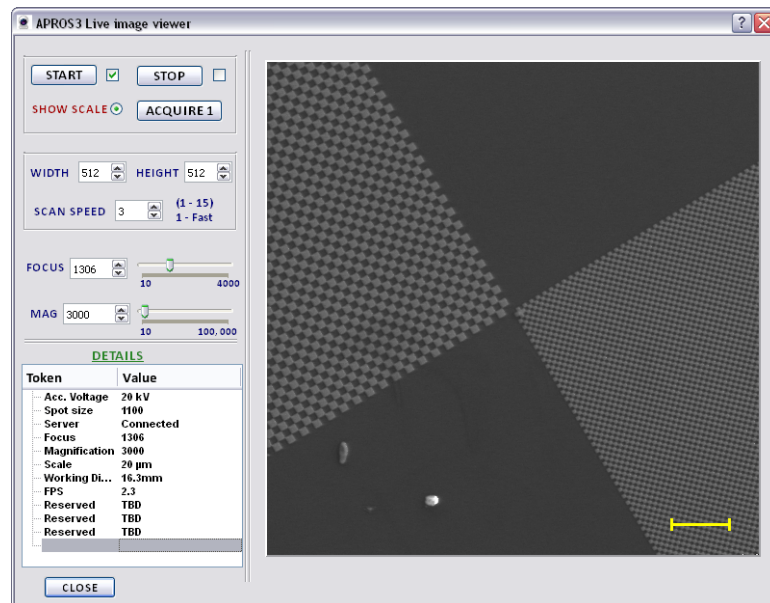 APROS3 Live image viewer
?
START
STOP
SHOW SCALE
ACQUIRE 1
WIDTH 512 HEIGHT 512
SCAN SPEED 3 (1 - 15)
1 - Fast
FOCUS 1306
10 4000
MAG 3000
10 100,000
DETAILS
Token Value
Acc. Voltage 20 kV
Spot size 1100
Server Connected
Focus 1306
Magnification 3000
Scale 20 µm
Working Di... 16.3mm
FPS 2.3
Reserved TBD
Reserved TBD
Reserved TBD
CLOSE